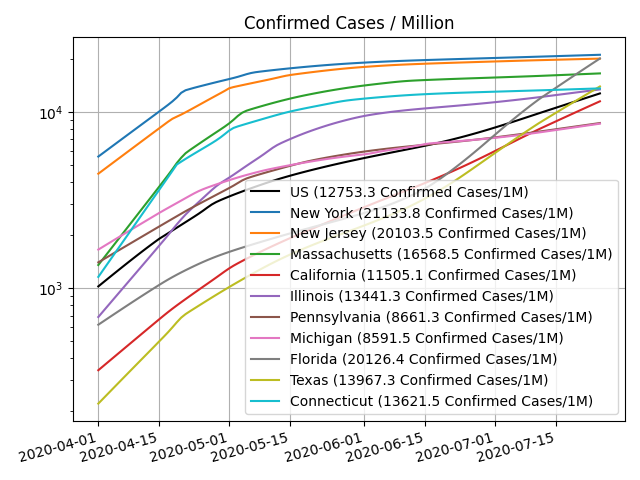 Confirmed Cases / Million
10⁴
10³
US (12753.3 Confirmed Cases/1M)
New York (21133.8 Confirmed Cases/1M)
New Jersey (20103.5 Confirmed Cases/1M)
Massachusetts (16568.5 Confirmed Cases/1M)
California (11505.1 Confirmed Cases/1M)
Illinois (13441.3 Confirmed Cases/1M)
Pennsylvania (8661.3 Confirmed Cases/1M)
Michigan (8591.5 Confirmed Cases/1M)
Florida (20126.4 Confirmed Cases/1M)
Texas (13967.3 Confirmed Cases/1M)
Connecticut (13621.5 Confirmed Cases/1M)
2020-04-01
2020-04-15
2020-05-01
2020-05-15
2020-06-01
2020-06-15
2020-07-01
2020-07-15